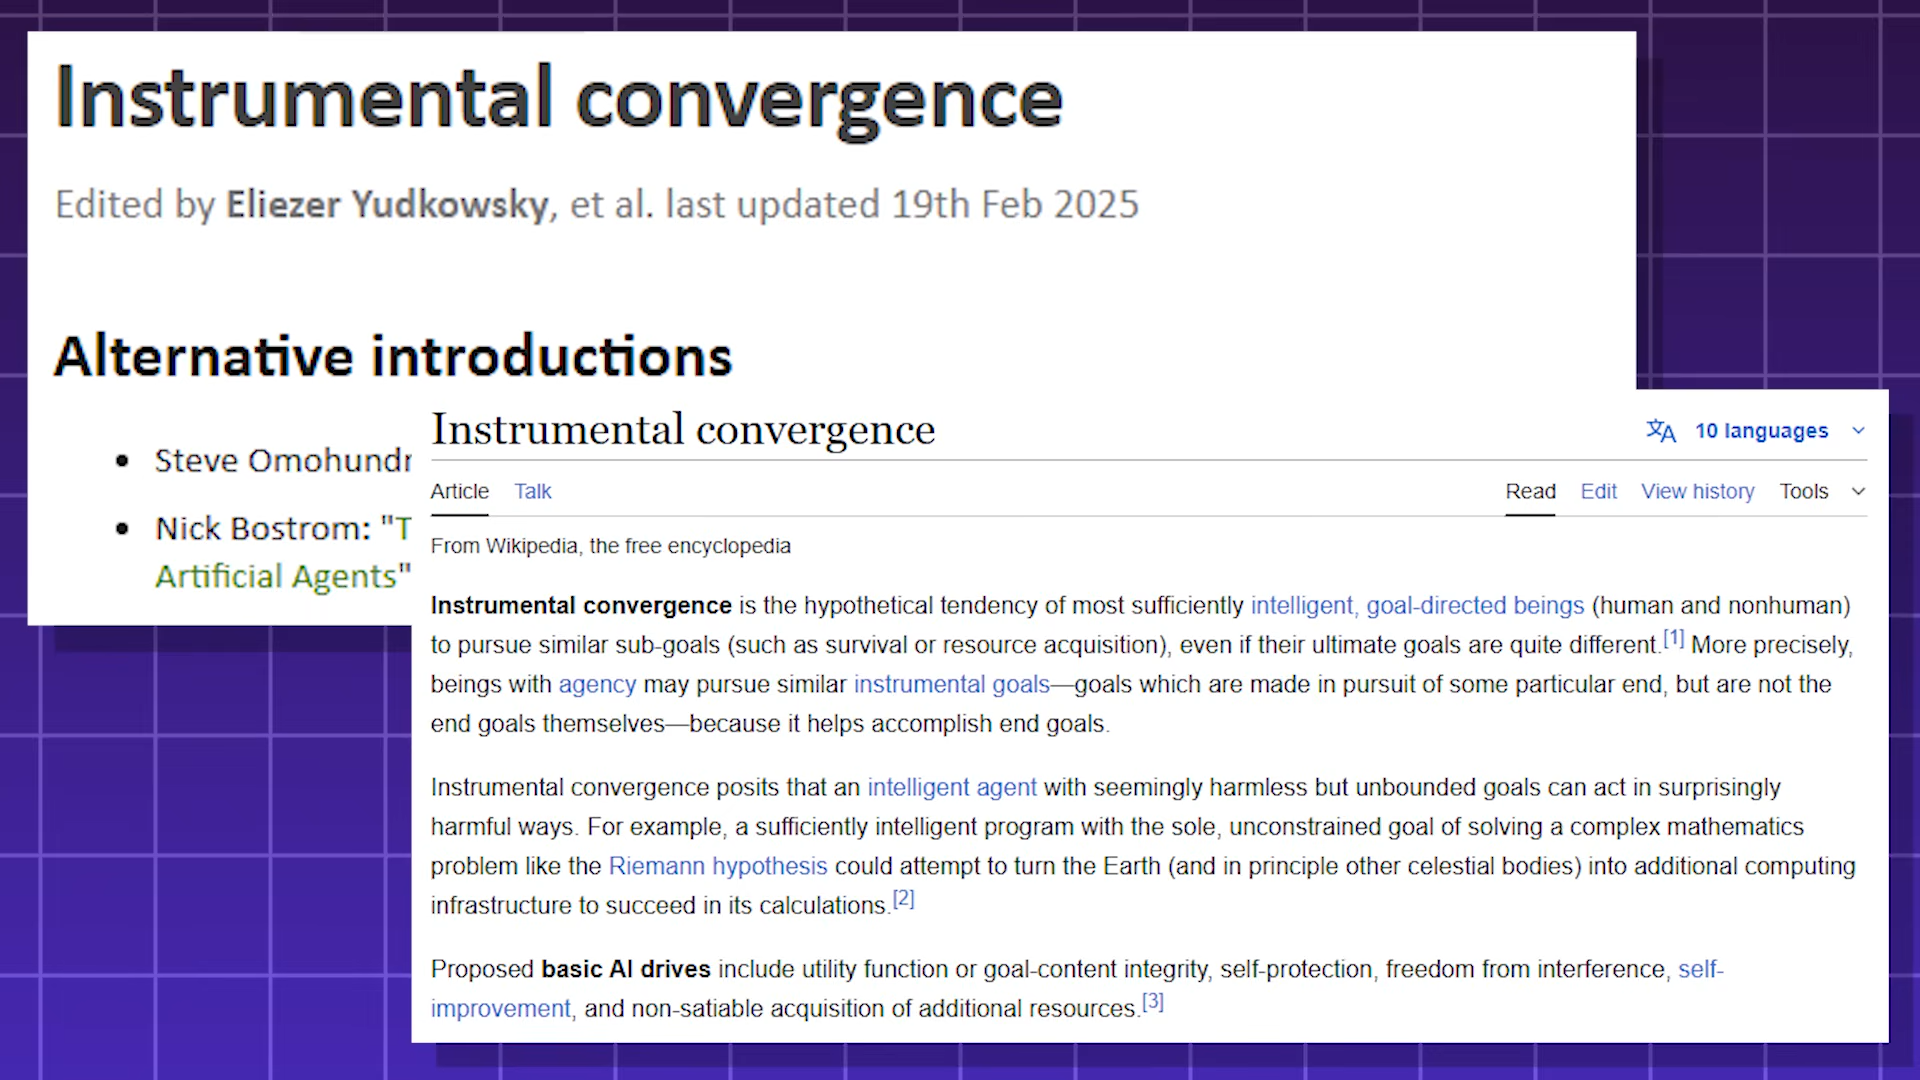 Instrumental convergence
Edited by Eliezer Yudkowsky, et al. last updated 19th Feb 2025
Alternative introductions
• Steve Omohundr
• Nick Bostrom: "T
Artificial Agents"
Instrumental convergence
10 languages
Article Talk
Read Edit View history Tools
From Wikipedia, the free encyclopedia
Instrumental convergence is the hypothetical tendency of most sufficiently intelligent, goal-directed beings (human and nonhuman)
to pursue similar sub-goals (such as survival or resource acquisition), even if their ultimate goals are quite different.[1] More precisely,
beings with agency may pursue similar instrumental goals—goals which are made in pursuit of some particular end, but are not the
end goals themselves—because it helps accomplish end goals.
Instrumental convergence posits that an intelligent agent with seemingly harmless but unbounded goals can act in surprisingly
harmful ways. For example, a sufficiently intelligent program with the sole, unconstrained goal of solving a complex mathematics
problem like the Riemann hypothesis could attempt to turn the Earth (and in principle other celestial bodies) into additional computing
infrastructure to succeed in its calculations.[2]
Proposed basic AI drives include utility function or goal-content integrity, self-protection, freedom from interference, self-
improvement, and non-satiable acquisition of additional resources.[3]